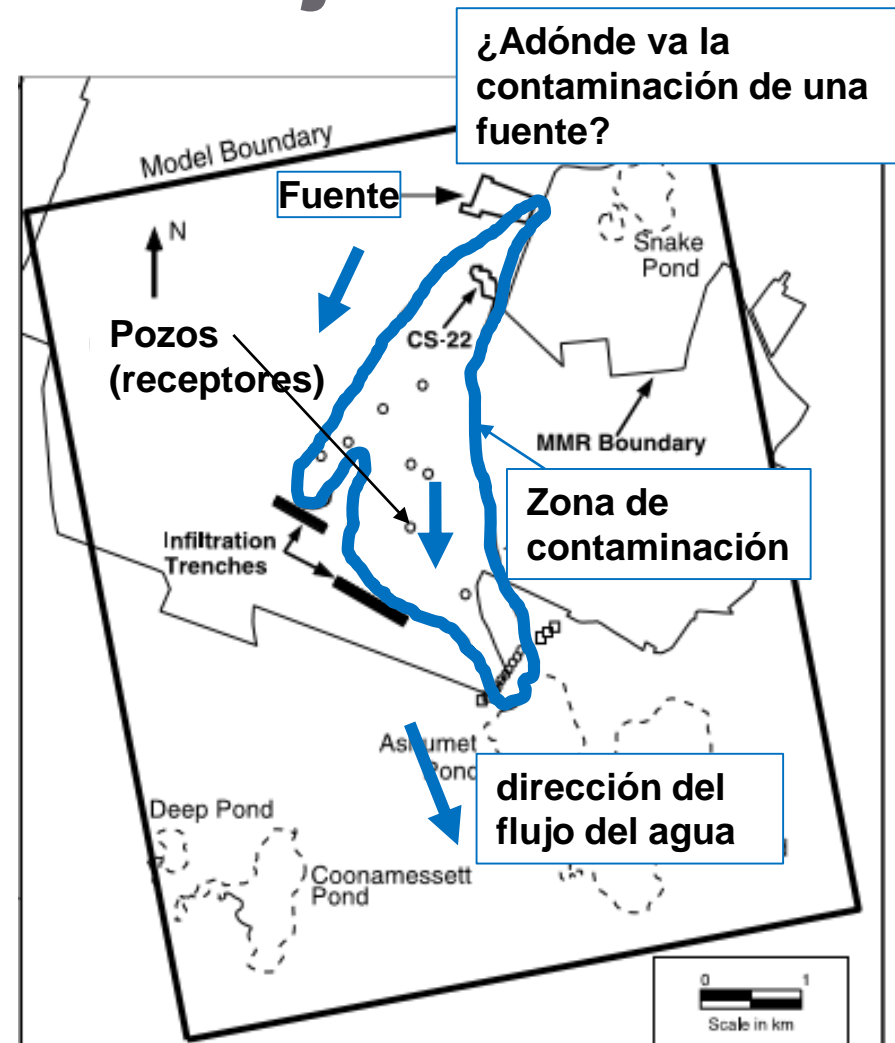 ¿Adónde va la
contaminación de una
fuente?
Model Boundary
Fuente
N
Snake
Pond
CS-22
Pozos
(receptores)
MMR Boundary
Zona de
contaminación
Infiltration
Trenches
Pond
dirección del
flujo del agua
Deep Pond
Coonamessett
Pond
0 1
Scale in km